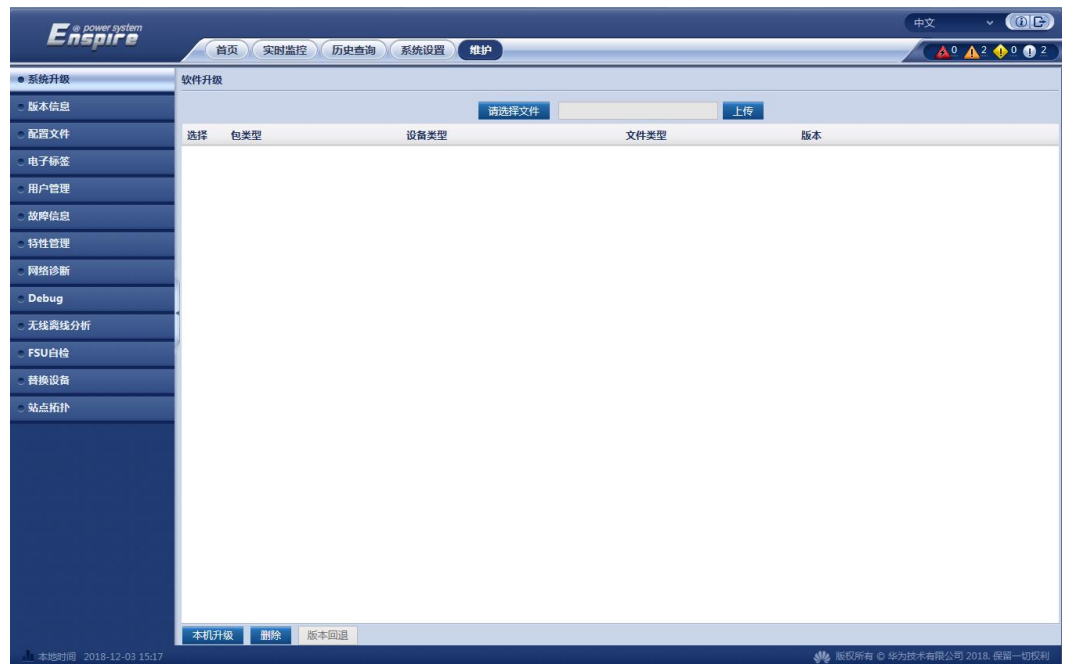 e power system
Enspire
中文
首页 实时监控 历史查询 系统设置 维护
0 2 0 2
系统升级
版本信息
配置文件
电子标签
用户管理
故障信息
特性管理
网络诊断
Debug
无线离线分析
FSU自检
替换设备
站点拓扑
软件升级
请选择文件 上传
选择 包类型 设备类型 文件类型 版本
本机升级 删除 版本回退
本地时间 2018-12-03 15:17
版权所有 © 华为技术有限公司 2018. 保留一切权利